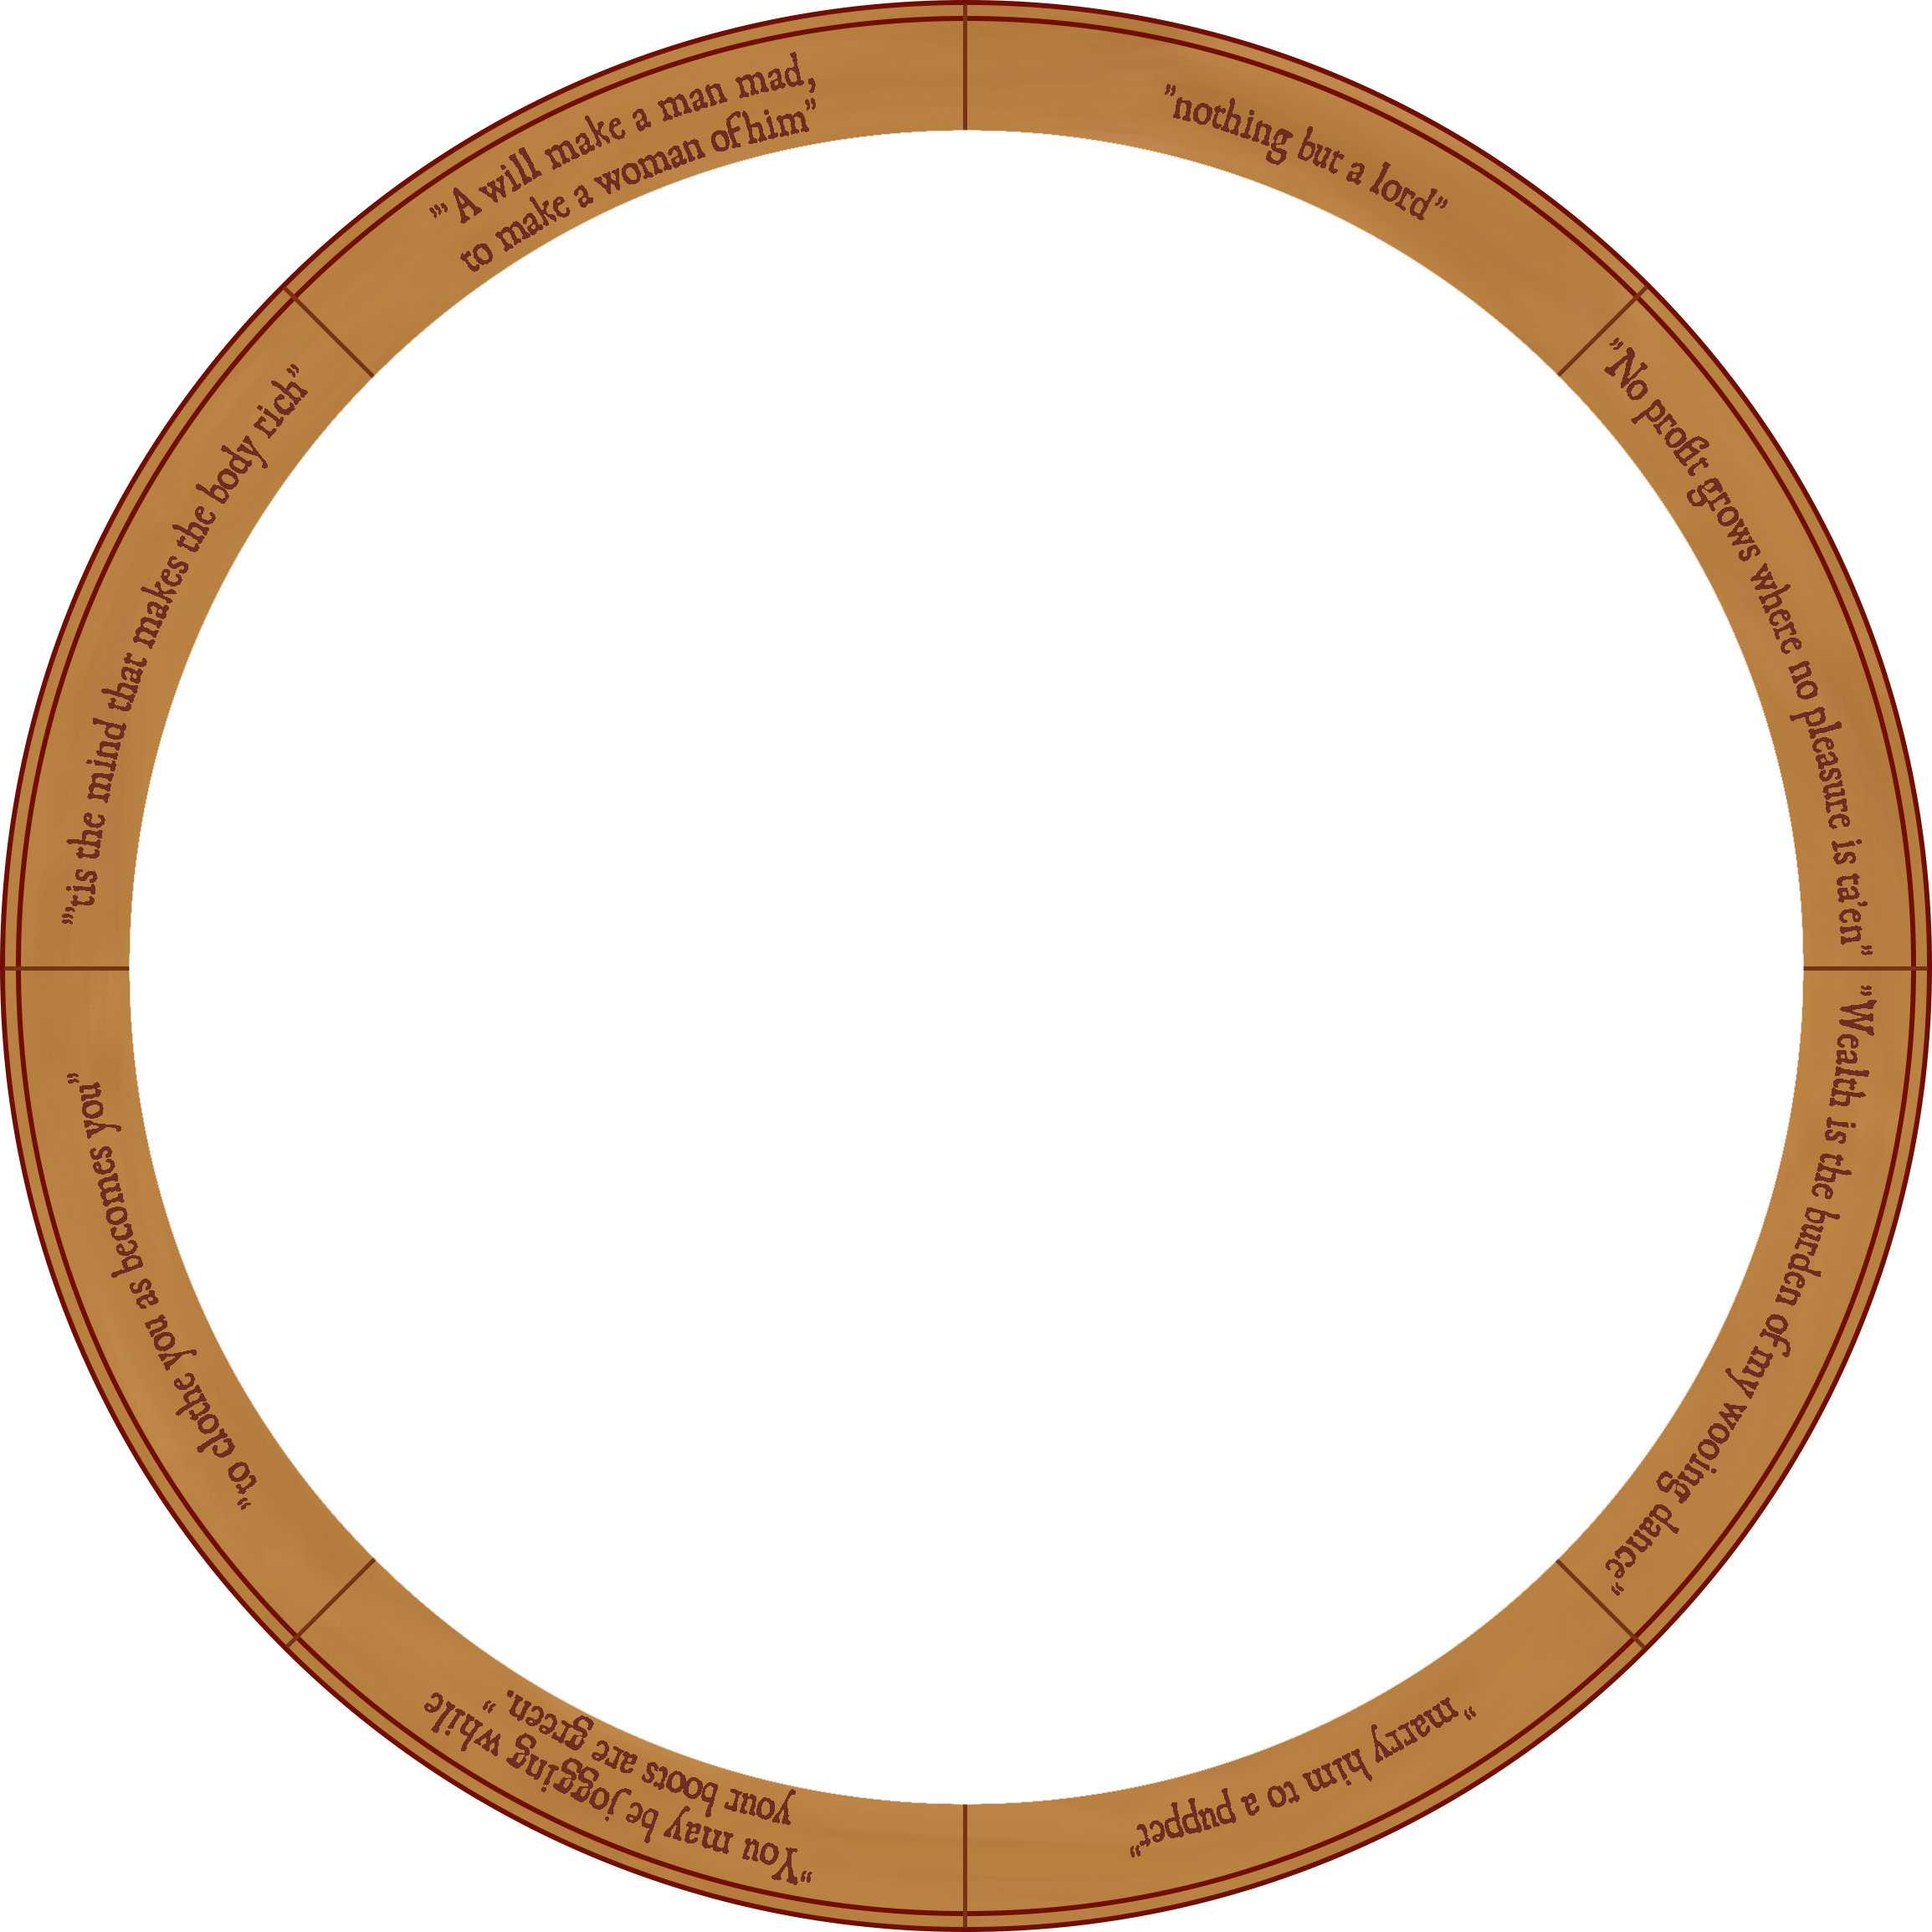 ”nothing but a lord”
”No profit grows where no pleasure is ta’en”
”Wealth is the burden of my wooing dance”
”marry him to a puppet”
”You may be jogging while
your boots are green.”
”to clothe you as becomes you”
”’tis the mind that makes the body rich”
”’A will make a man mad,
to make a woman of him”